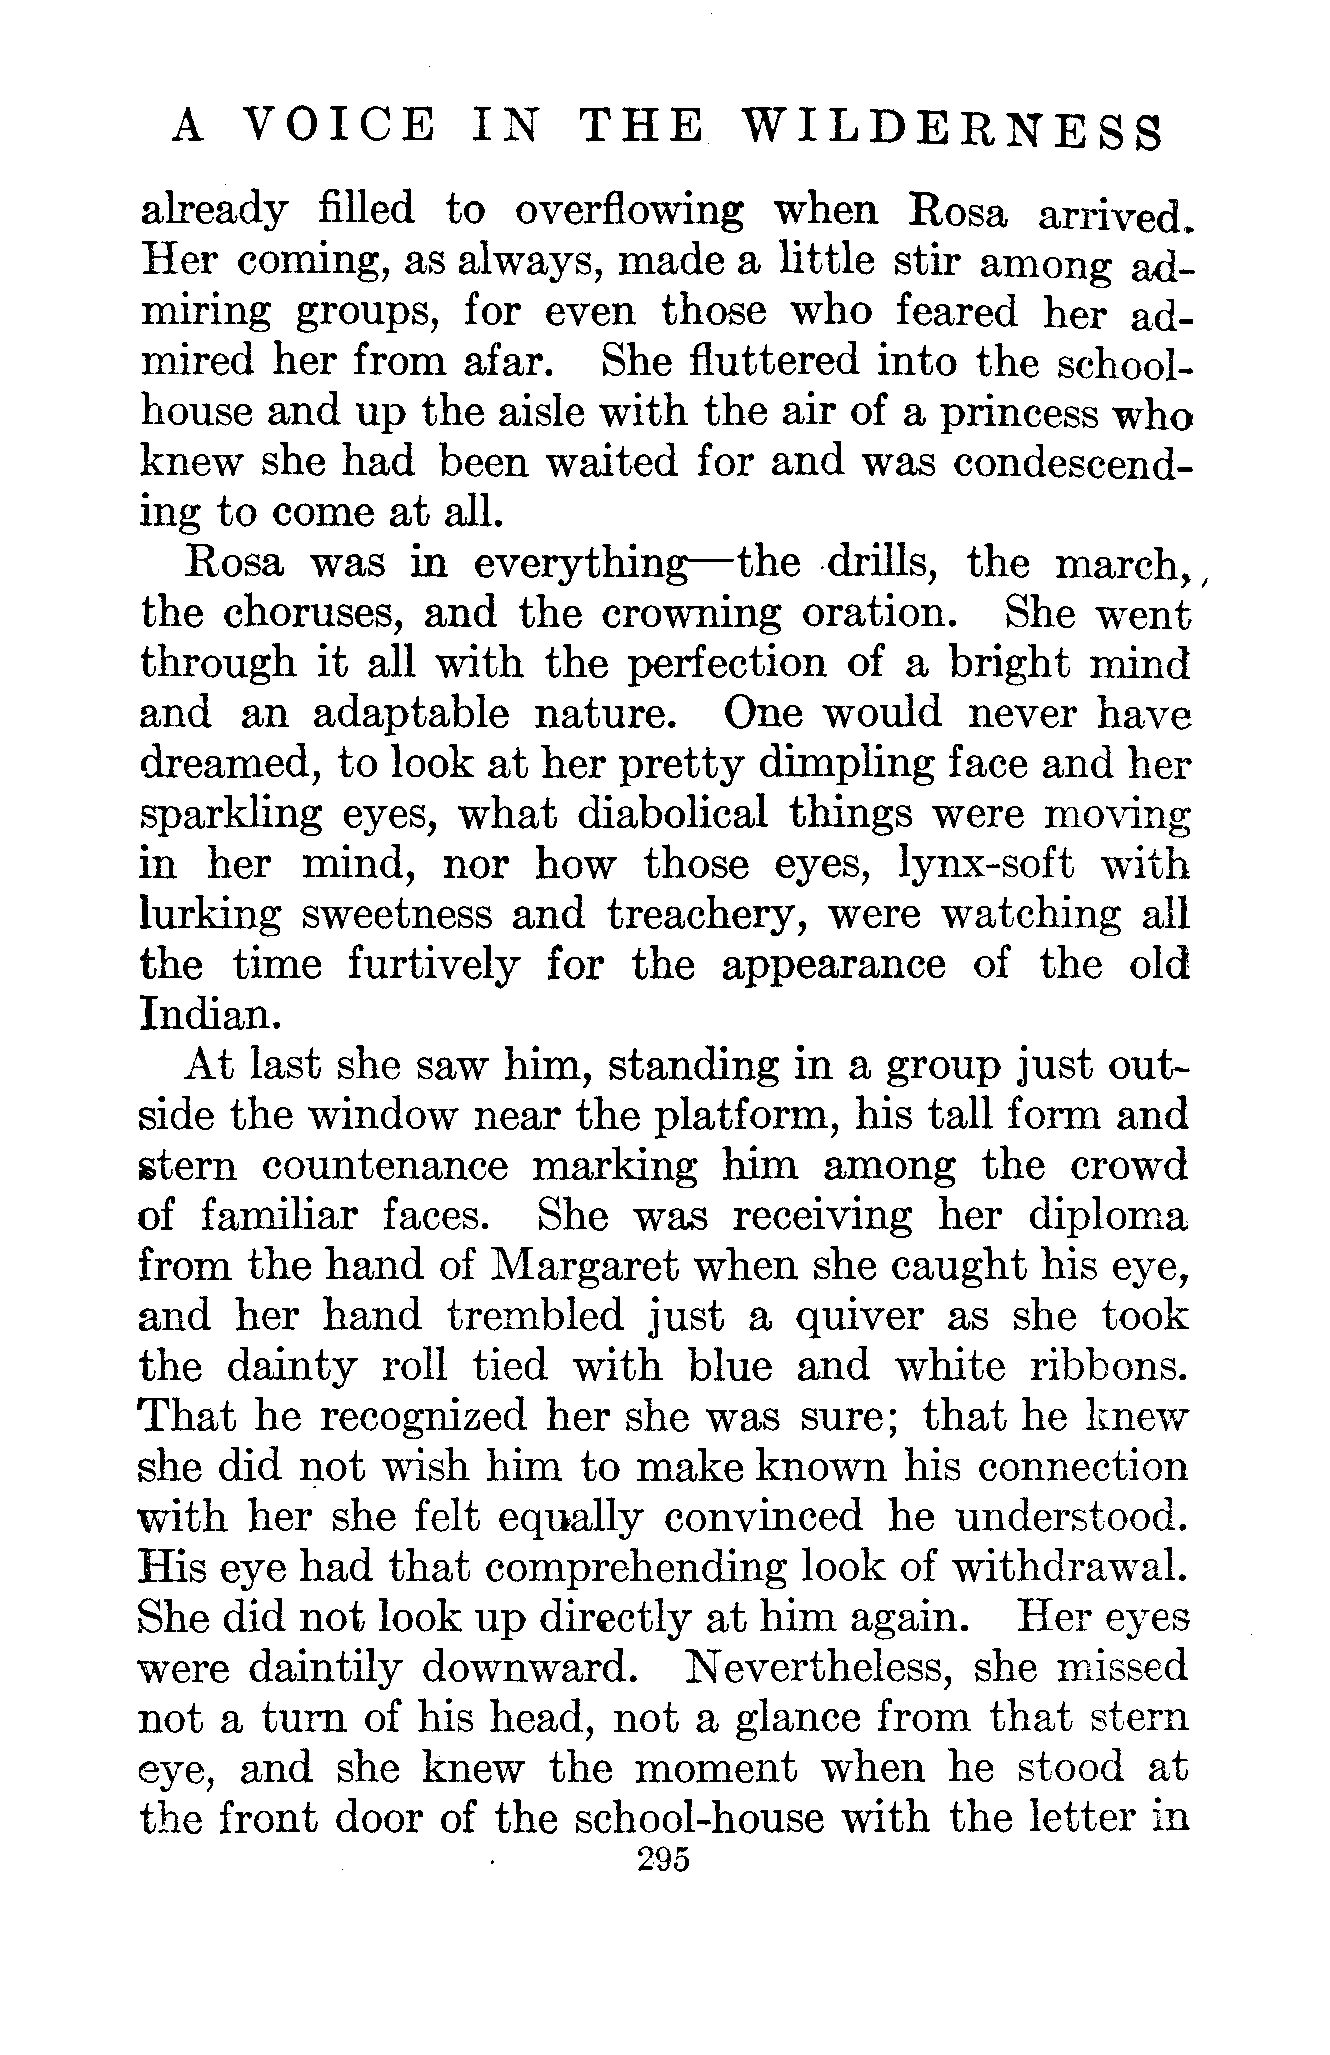 A VOICE IN THE WILDERNESS
already filled to overflowing when Rosa arrived.
Her coming, as always, made a little stir among ad-
miring groups, for even those who feared her ad-
mired her from afar. She fluttered into the school-
house and up the aisle with the air of a princess who
knew she had been waited for and was condescend-
ing to come at all.
Rosa was in everything—the drills, the march,
the choruses, and the crowning oration. She went
through it all with the perfection of a bright mind
and an adaptable nature. One would never have
dreamed, to look at her pretty dimpling face and her
sparkling eyes, what diabolical things were moving
in her mind, nor how those eyes, lynx-soft with
lurking sweetness and treachery, were watching all
the time furtively for the appearance of the old
Indian.
At last she saw him, standing in a group just out-
side the window near the platform, his tall form and
stern countenance marking him among the crowd
of familiar faces. She was receiving her diploma
from the hand of Margaret when she caught his eye,
and her hand trembled just a quiver as she took
the dainty roll tied with blue and white ribbons.
That he recognized her she was sure; that he knew
she did not wish him to make known his connection
with her she felt equally convinced he understood.
His eye had that comprehending look of withdrawal.
She did not look up directly at him again. Her eyes
were daintily downward. Nevertheless, she missed
not a turn of his head, not a glance from that stern
eye, and she knew the moment when he stood at
the front door of the school-house with the letter in
295